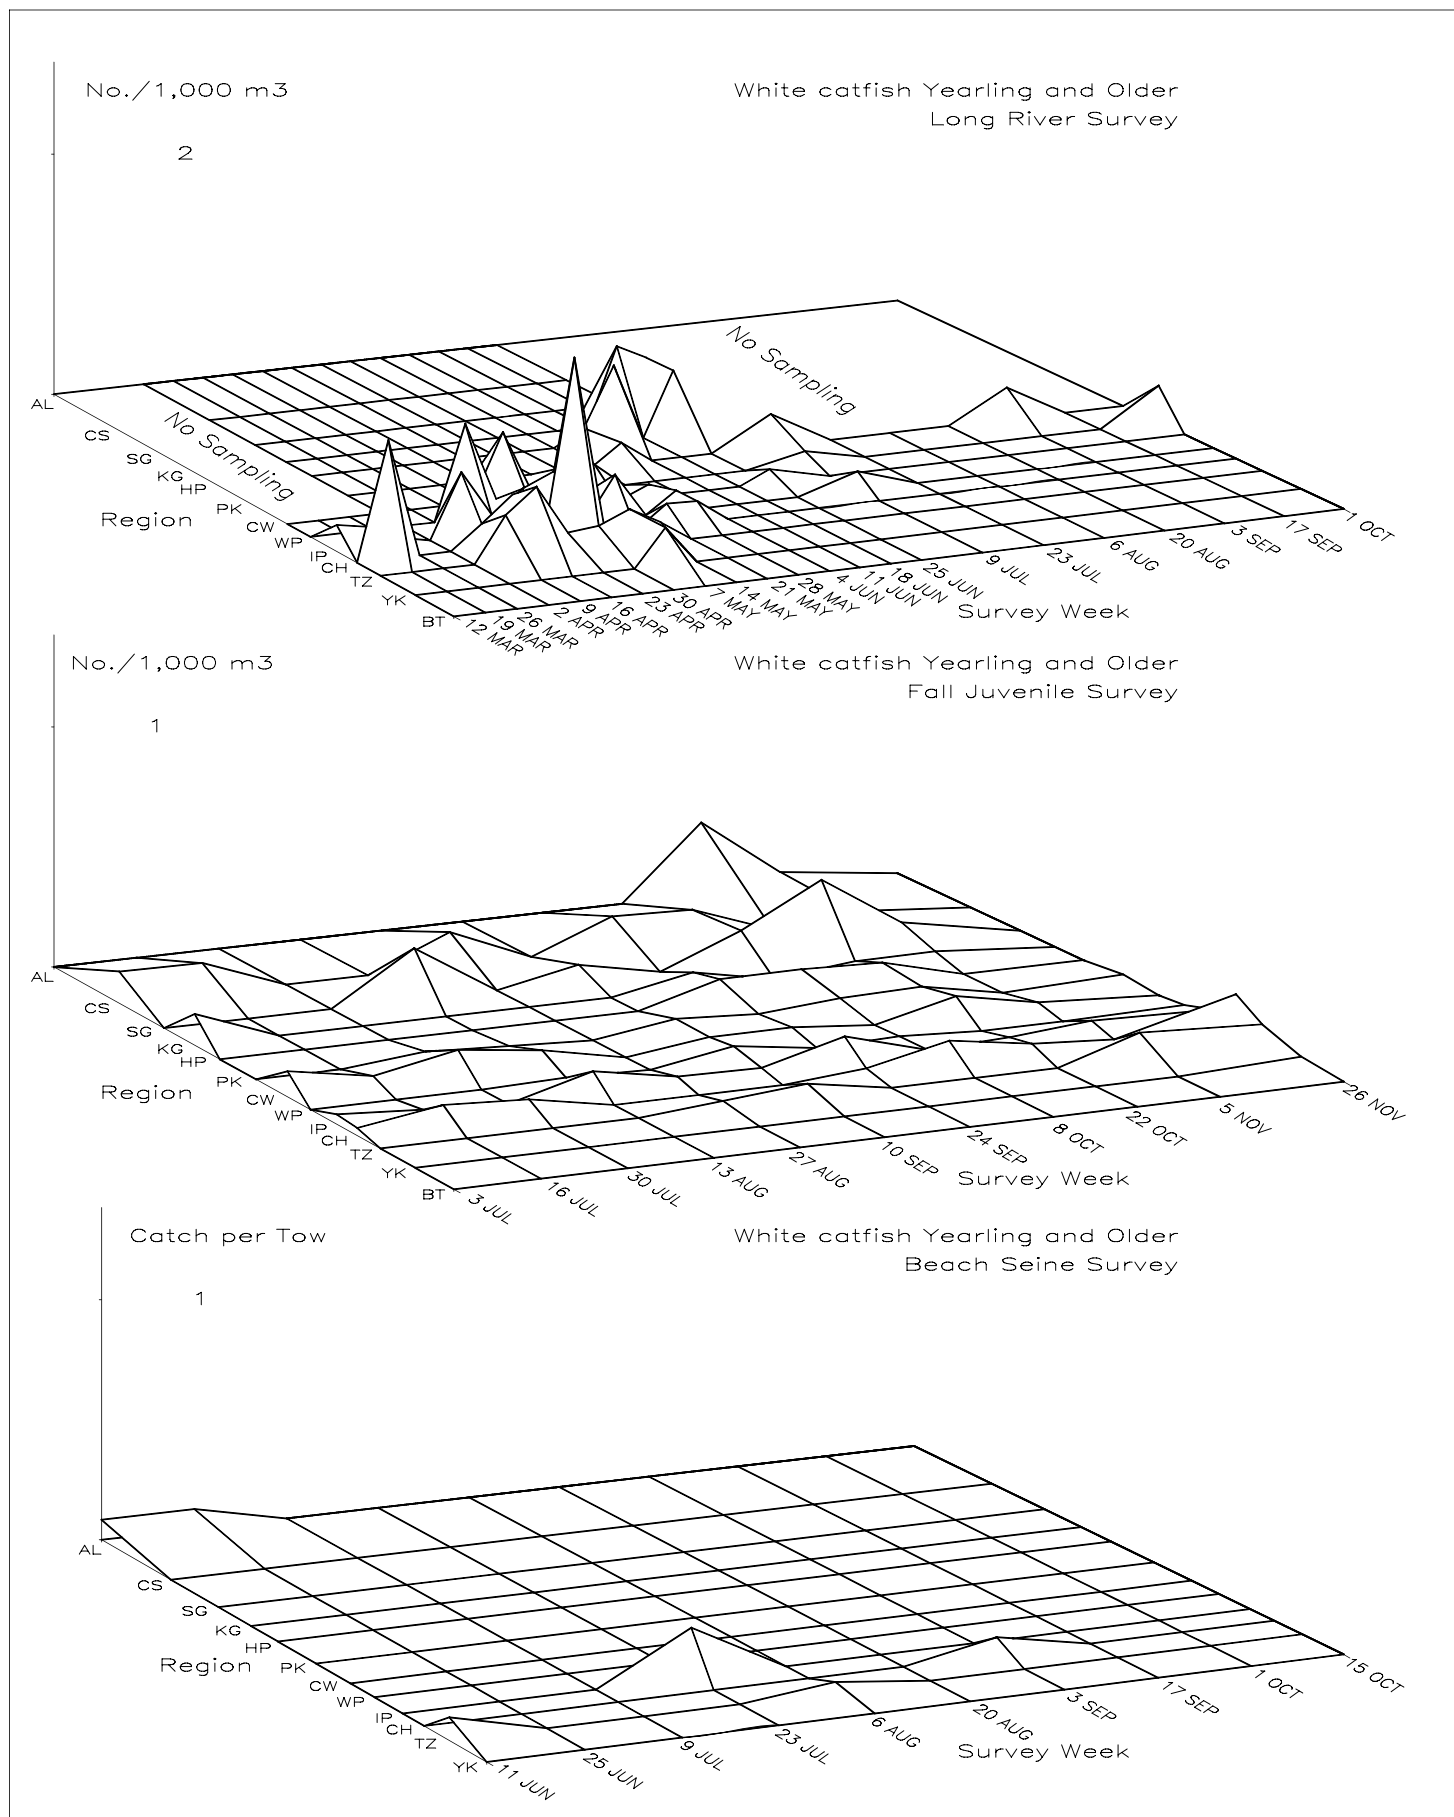 No./1,000 m3
White catfish Yearling and Older
Long River Survey
2
No Sampling
AL
CS
No Sampling
SG
KG
HP
PK
Region
CW
WP
IP
CH
TZ
YK
BT
12 MAR
19 MAR
26 MAR
2 APR
9 APR
16 APR
23 APR
30 APR
7 MAY
14 MAY
21 MAY
28 MAY
4 JUN
11 JUN
18 JUN
25 JUN
9 JUL
23 JUL
6 AUG
20 AUG
3 SEP
17 SEP
1 OCT
Survey Week
No./1,000 m3
White catfish Yearling and Older
Fall Juvenile Survey
1
AL
CS
SG
KG
HP
PK
Region
CW
WP
IP
CH
TZ
YK
BT
3 JUL
16 JUL
30 JUL
13 AUG
27 AUG
10 SEP
24 SEP
8 OCT
22 OCT
5 NOV
26 NOV
Survey Week
Catch per Tow
White catfish Yearling and Older
Beach Seine Survey
1
AL
CS
SG
KG
HP
Region
PK
CW
WP
IP
CH
TZ
YK
11 JUN
25 JUN
9 JUL
23 JUL
6 AUG
20 AUG
3 SEP
17 SEP
1 OCT
15 OCT
Survey Week